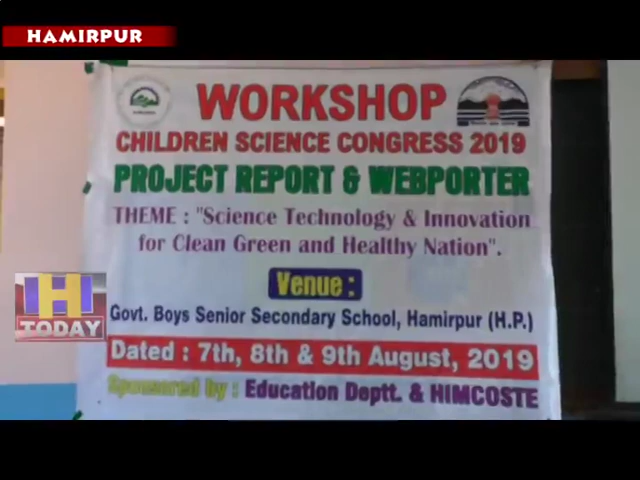 HAMIRPUR
WORKSHOP
CHILDREN SCIENCE CONGRESS 2019
PROJECT REPORT & WEBPORTER
THEME : "Science Technology & Innovation
for Clean Green and Healthy Nation".
Venue :
Govt. Boys Senior Secondary School, Hamirpur (H.P.)
Dated : 7th, 8th & 9th August, 2019
Sponsored by : Education Deptt. & HIMCOSTE
H
TODAY